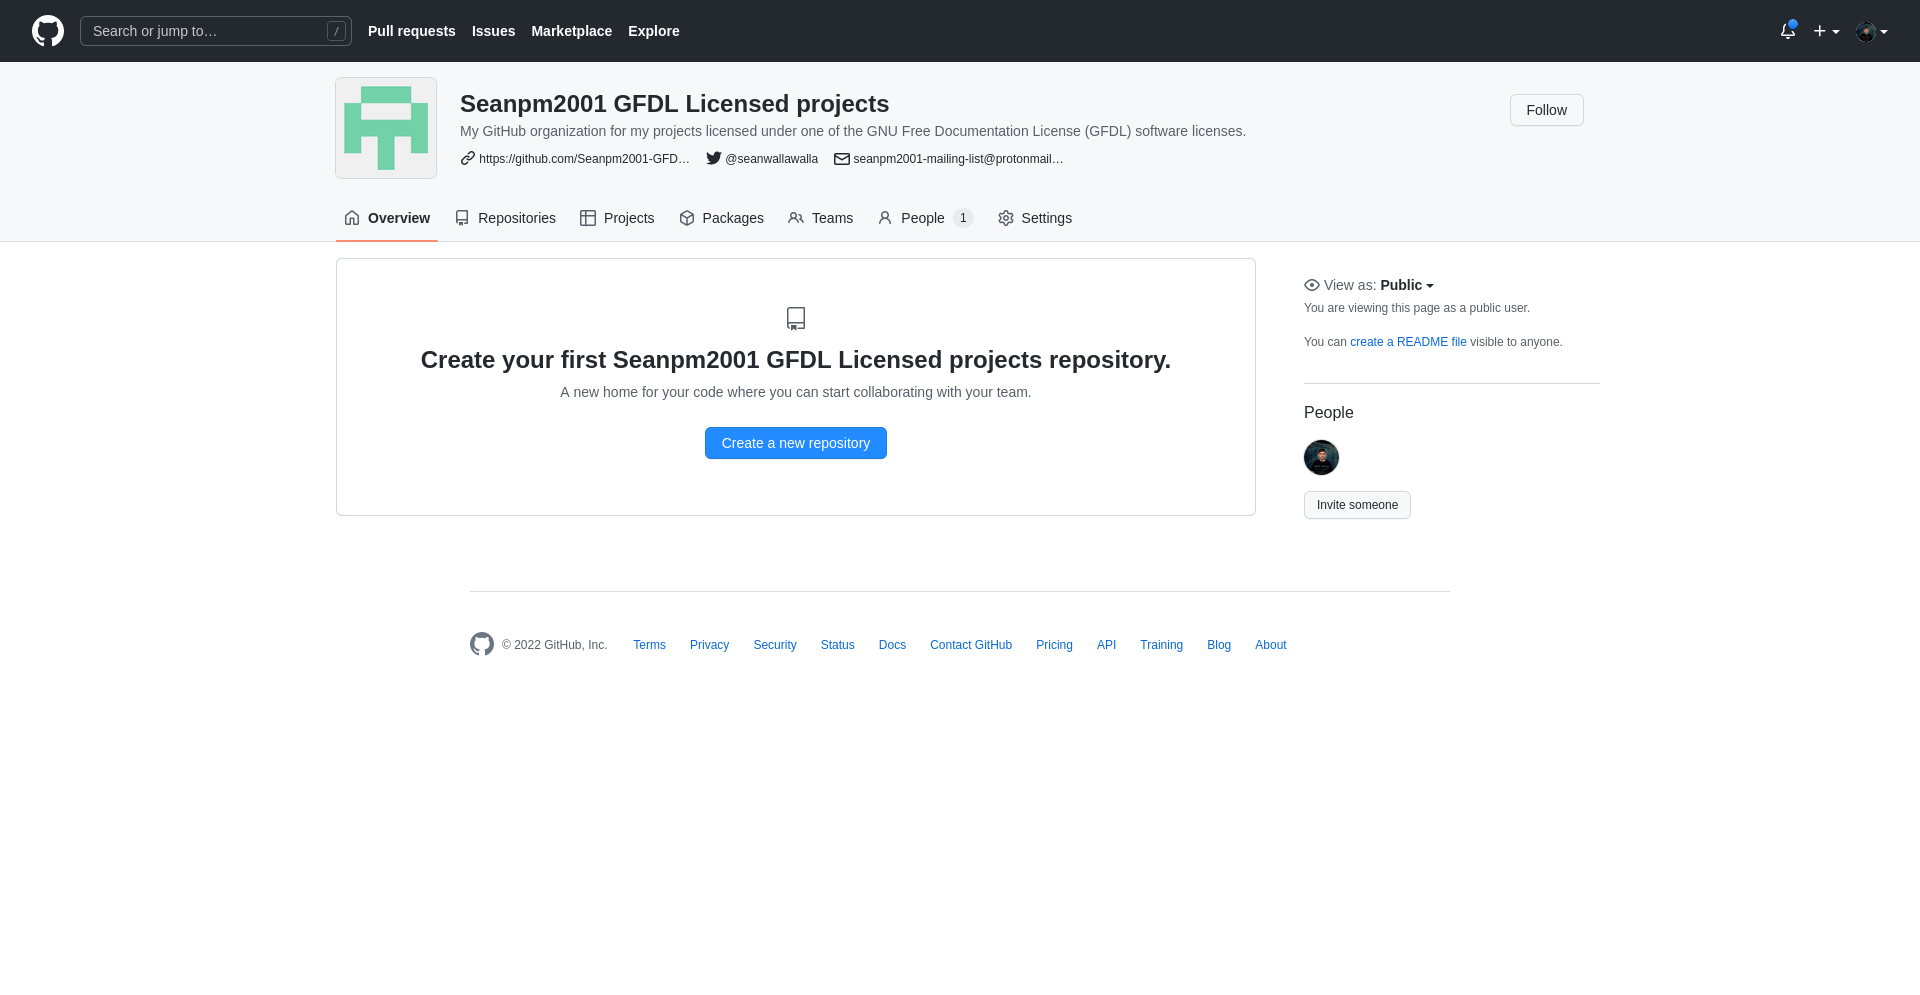 Search or jump to… / Pull requests Issues Marketplace Explore
Seanpm2001 GFDL Licensed projects
Follow
My GitHub organization for my projects licensed under one of the GNU Free Documentation License (GFDL) software licenses.
https://github.com/Seanpm2001-GFD… @seanwallawalla seanpm2001-mailing-list@protonmail…
Overview Repositories Projects Packages Teams People 1 Settings
Create your first Seanpm2001 GFDL Licensed projects repository.
A new home for your code where you can start collaborating with your team.
Create a new repository
View as: Public
You are viewing this page as a public user.
You can create a README file visible to anyone.
People
Invite someone
© 2022 GitHub, Inc. Terms Privacy Security Status Docs Contact GitHub Pricing API Training Blog About